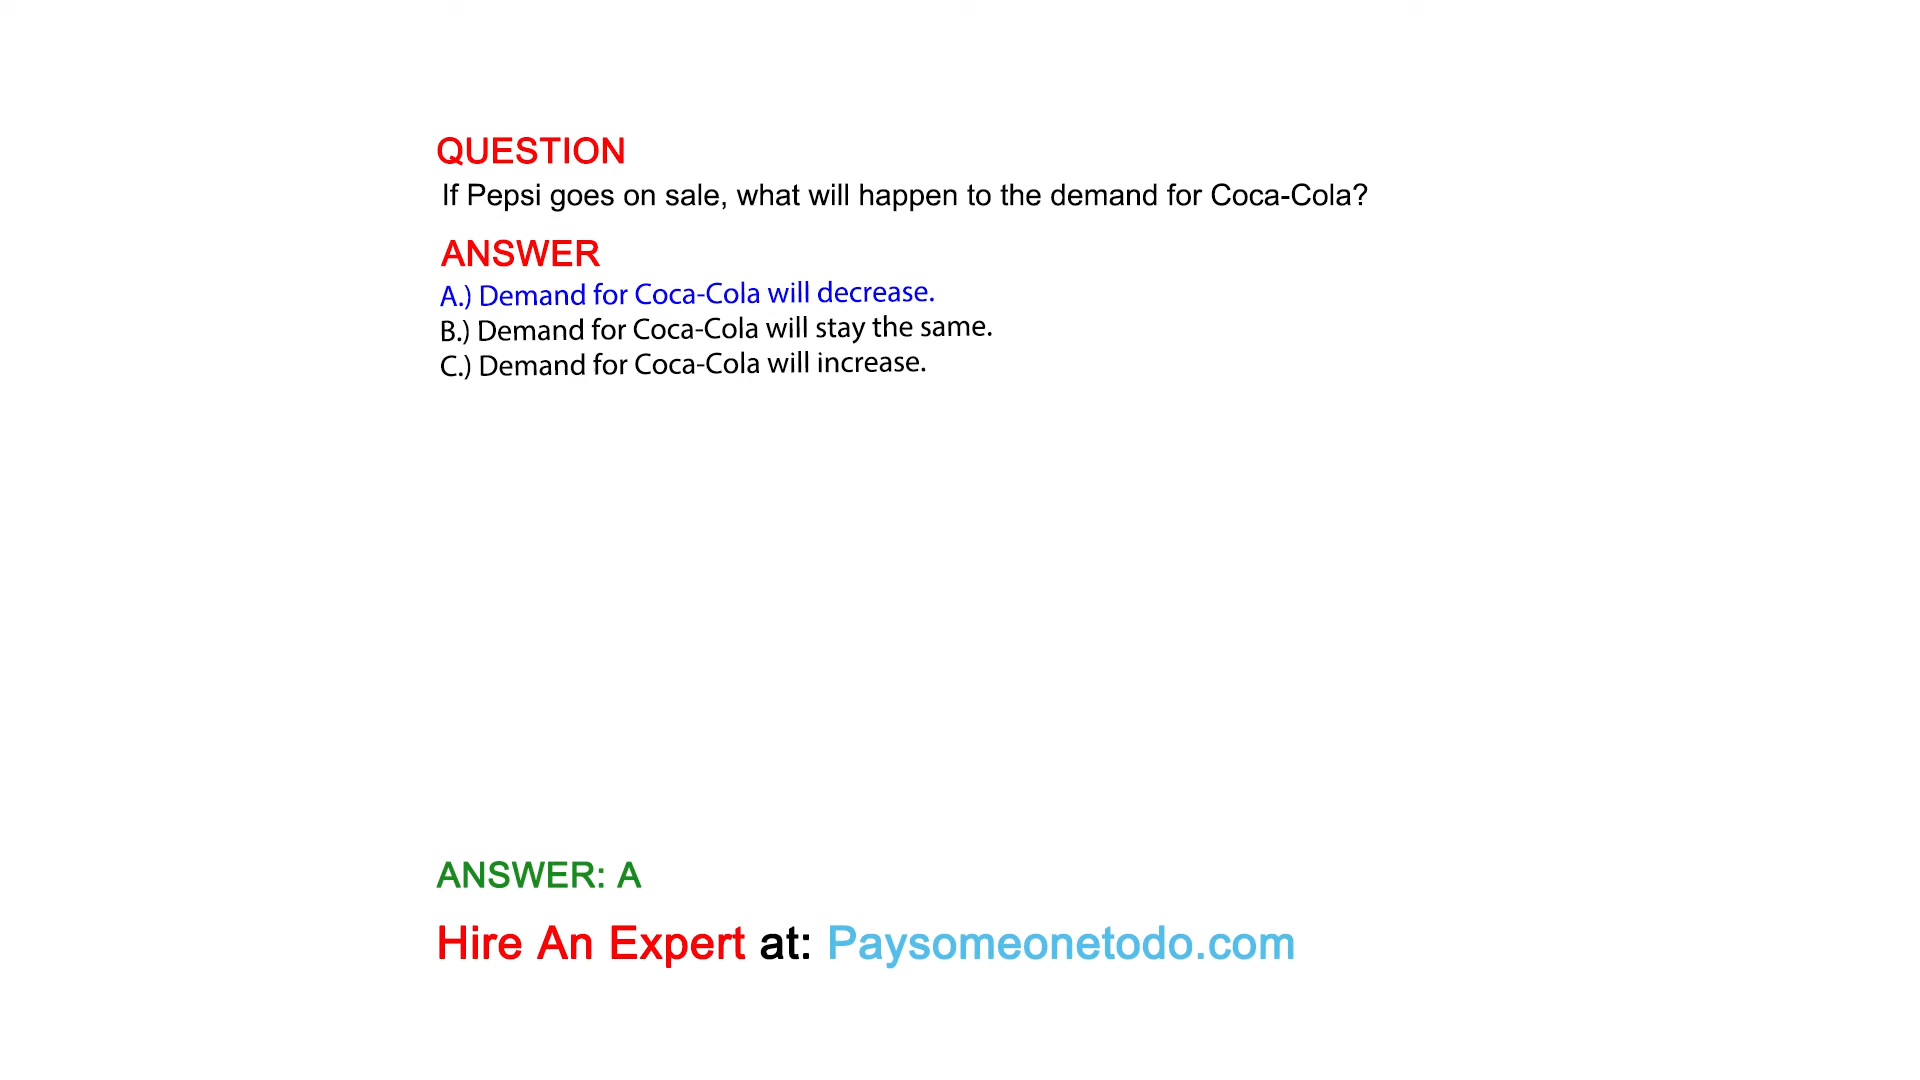 QUESTION
If Pepsi goes on sale, what will happen to the demand for Coca-Cola?
ANSWER
A.) Demand for Coca-Cola will decrease.
B.) Demand for Coca-Cola will stay the same.
C.) Demand for Coca-Cola will increase.
ANSWER: A
Hire An Expert at: Paysomeonetodo.com